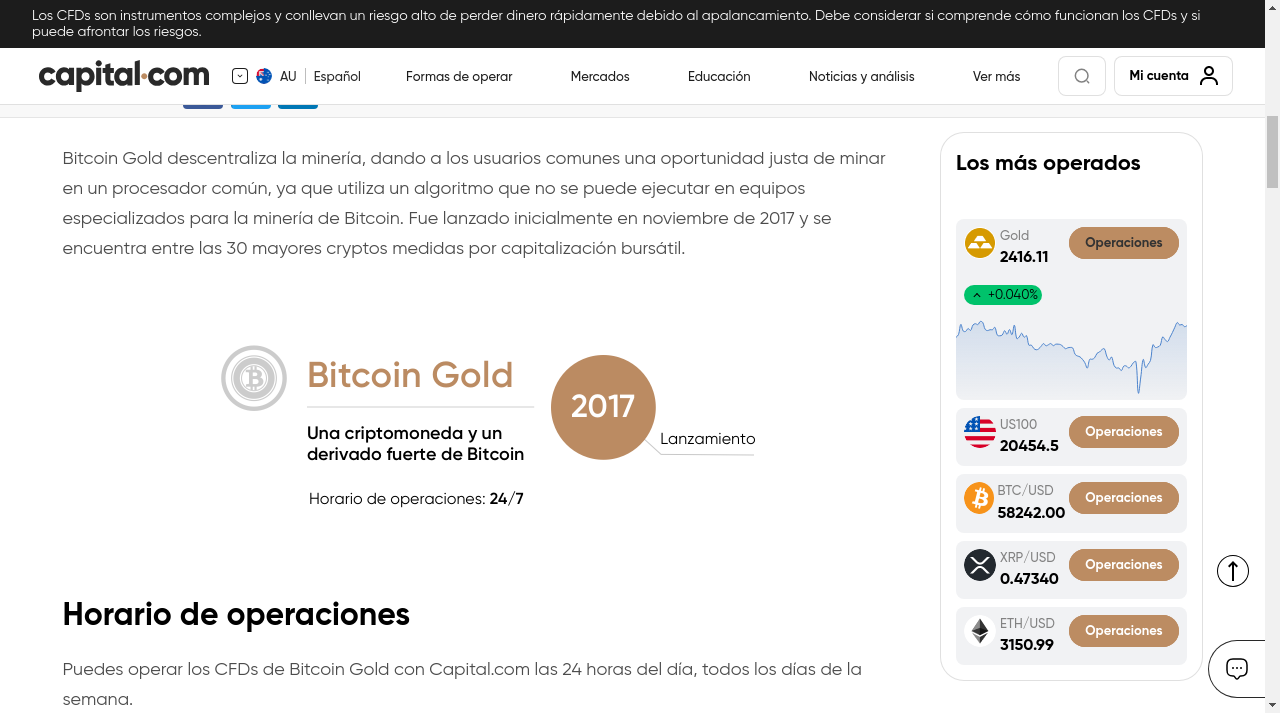 Los CFDs son instrumentos complejos y conllevan un riesgo alto de perder dinero rápidamente debido al apalancamiento. Debe considerar si comprende cómo funcionan los CFDs y si
puede afrontar los riesgos.
capital.com
AU
Español
Formas de operar
Mercados
Educación
Noticias y análisis
Ver más
Mi cuenta
Bitcoin Gold descentraliza la minería, dando a los usuarios comunes una oportunidad justa de minar
en un procesador común, ya que utiliza un algoritmo que no se puede ejecutar en equipos
especializados para la minería de Bitcoin. Fue lanzado inicialmente en noviembre de 2017 y se
encuentra entre las 30 mayores cryptos medidas por capitalización bursátil.
Bitcoin Gold
Una criptomoneda y un
derivado fuerte de Bitcoin
Horario de operaciones: 24/7
2017
Lanzamiento
Horario de operaciones
Puedes operar los CFDs de Bitcoin Gold con Capital.com las 24 horas del día, todos los días de la
semana.
Los más operados
Gold
2416.11
Operaciones
+0.040%
US100
20454.5
Operaciones
BTC/USD
58242.00
Operaciones
XRP/USD
0.47340
Operaciones
ETH/USD
3150.99
Operaciones